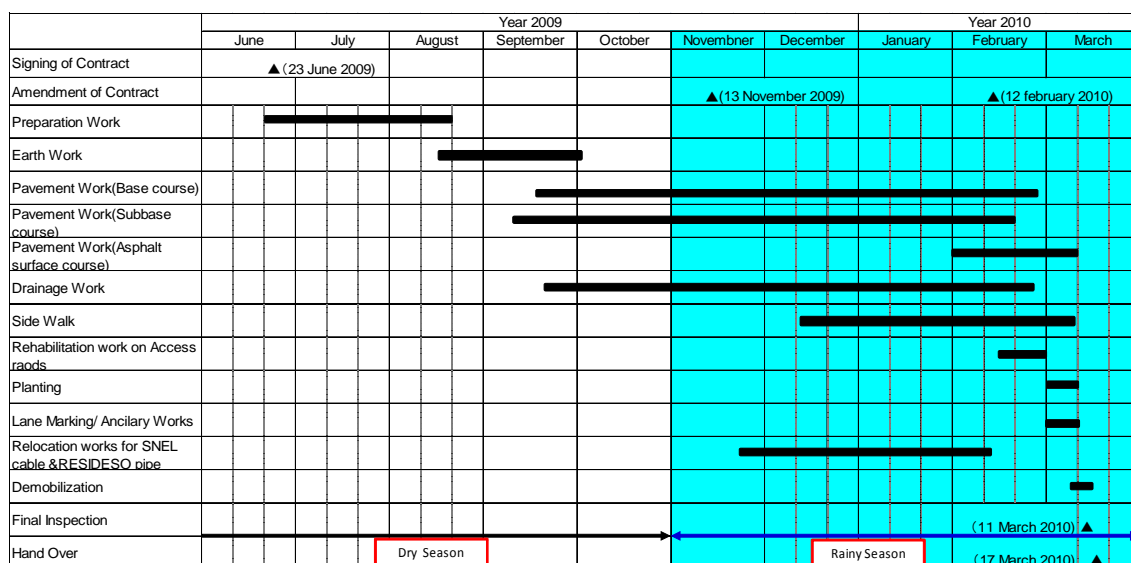 Year 2009
Year 2010
June
July
August
September
October
Novembner
December
January
February
March
Signing of Contract
▲(23 June 2009)
Amendment of Contract
▲(13 November 2009)
▲(12 february 2010)
Preparation Work
Earth Work
Pavement Work(Base course)
Pavement Work(Subbase
course)
Pavement Work(Asphalt
surface course)
Drainage Work
Side Walk
Rehabilitation work on Access
raods
Planting
Lane Marking/ Ancilary Works
Relocation works for SNEL
cable &RESIDESO pipe
Demobilization
Final Inspection
(11 March 2010) ▲
Hand Over
Dry Season
Rainy Season
(17 March 2010) ▲